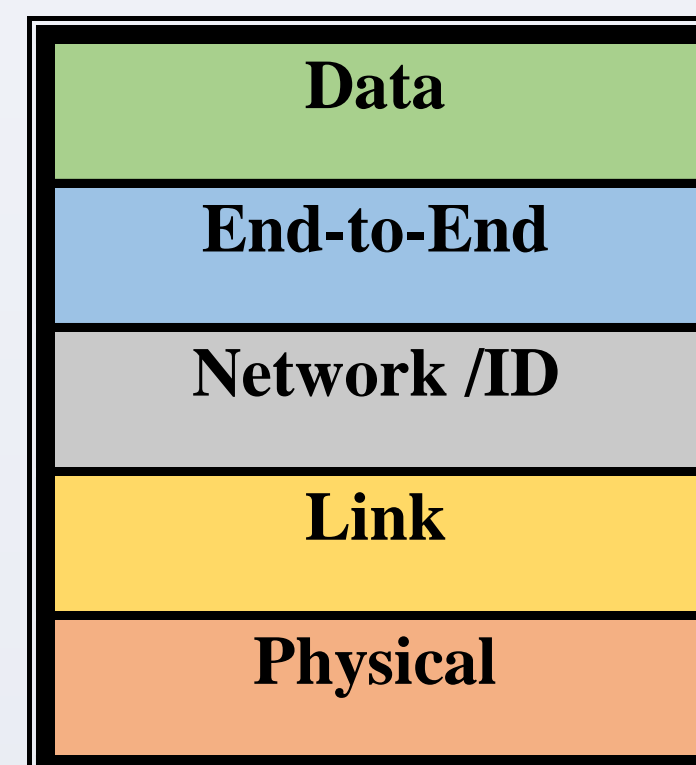 Data
End-to-End
Network /ID
Link
Physical